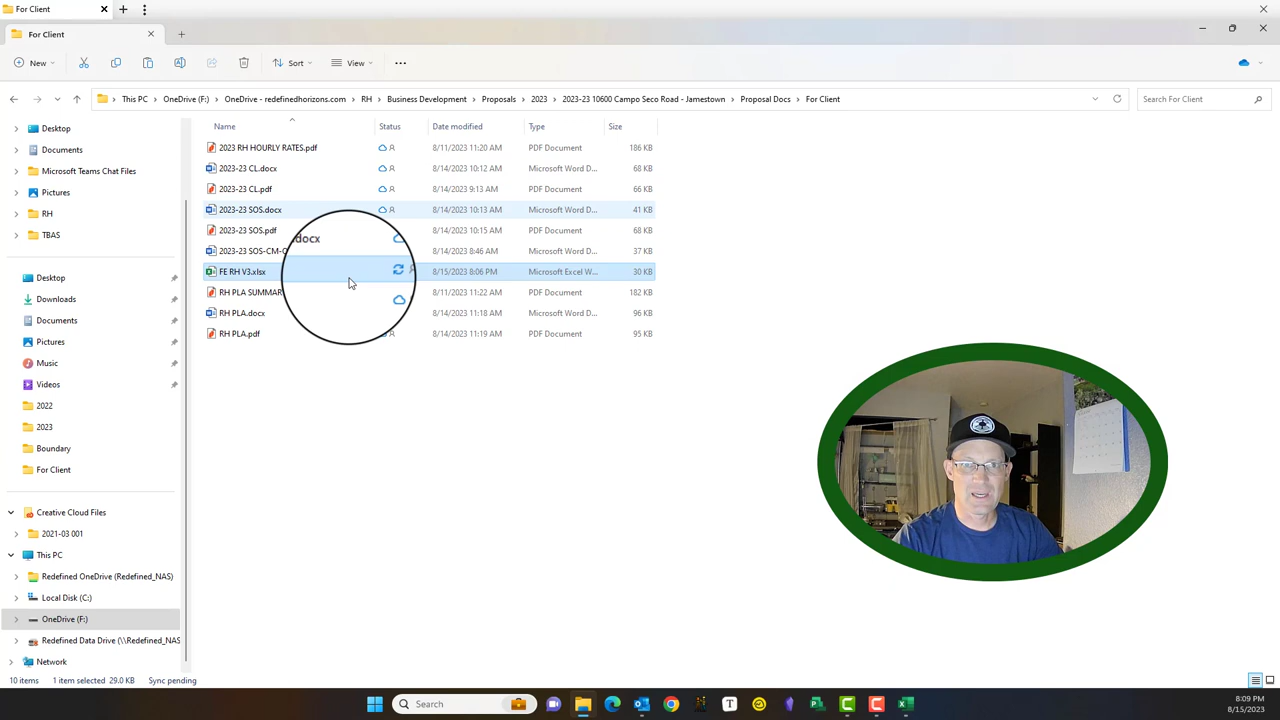 For Client
For Client
New
Sort
View
This PC
OneDrive (F:)
OneDrive - redefinedhorizons.com
RH
Business Development
Proposals
2023
2023-23 10600 Campo Seco Road - Jamestown
Proposal Docs
For Client
Search For Client
Name Status Date modified Type Size
2023 RH HOURLY RATES.pdf 8/11/2023 11:20 AM PDF Document 186 KB
2023-23 CL.docx 8/14/2023 10:12 AM Microsoft Word D... 68 KB
2023-23 CL.pdf 8/14/2023 9:13 AM PDF Document 66 KB
2023-23 SOS.docx 8/14/2023 10:13 AM Microsoft Word D... 41 KB
2023-23 SOS.pdf 8/14/2023 10:15 AM PDF Document 68 KB
2023-23 SOS-CM- 8/14/2023 8:46 AM Microsoft Word D... 37 KB
FE RH V3.xlsx 8/15/2023 8:06 PM Microsoft Excel W... 30 KB
RH PLA SUMMAR 8/14/2023 11:22 AM PDF Document 182 KB
RH PLA.docx 8/14/2023 11:18 AM Microsoft Word D... 96 KB
RH PLA.pdf 8/14/2023 11:19 AM PDF Document 95 KB
docx
Desktop
Documents
Microsoft Teams Chat Files
Pictures
RH
TBAS
Desktop
Downloads
Documents
Pictures
Music
Videos
2022
2023
Boundary
For Client
Creative Cloud Files
2021-03 001
This PC
Redefined OneDrive (Redefined_NAS)
Local Disk (C:)
OneDrive (F:)
Redefined Data Drive (\\Redefined_NAS
Network
10 items 1 item selected 29.0 KB Sync pending
Search
8:09 PM
8/15/2023